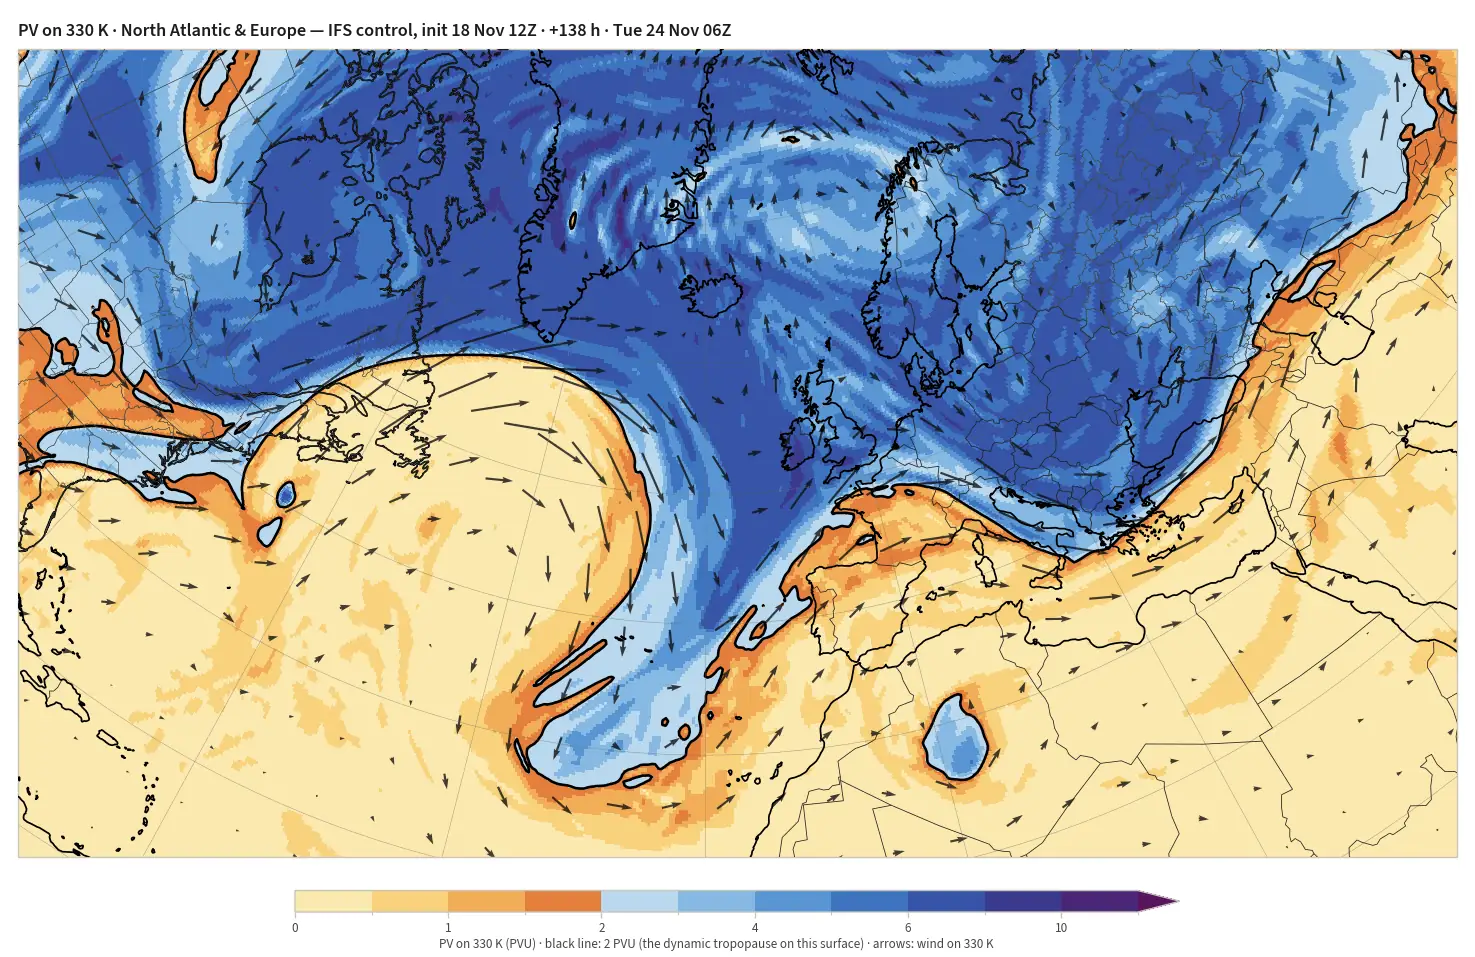 PV on 330 K · North Atlantic & Europe — IFS control, init 18 Nov 12Z · +138 h · Tue 24 Nov 06Z
0 1 2 4 6 10
PV on 330 K (PVU) · black line: 2 PVU (the dynamic tropopause on this surface) · arrows: wind on 330 K